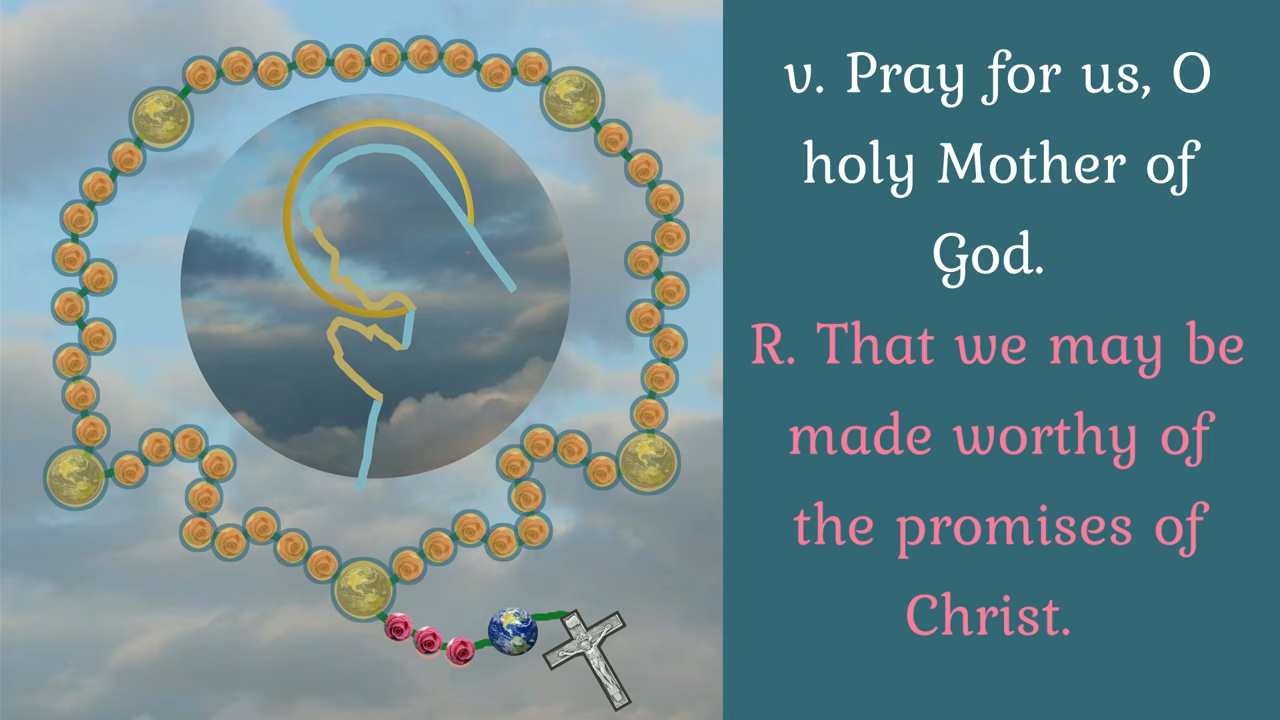 v. Pray for us, O
holy Mother of
God.
R. That we may be
made worthy of
the promises of
Christ.